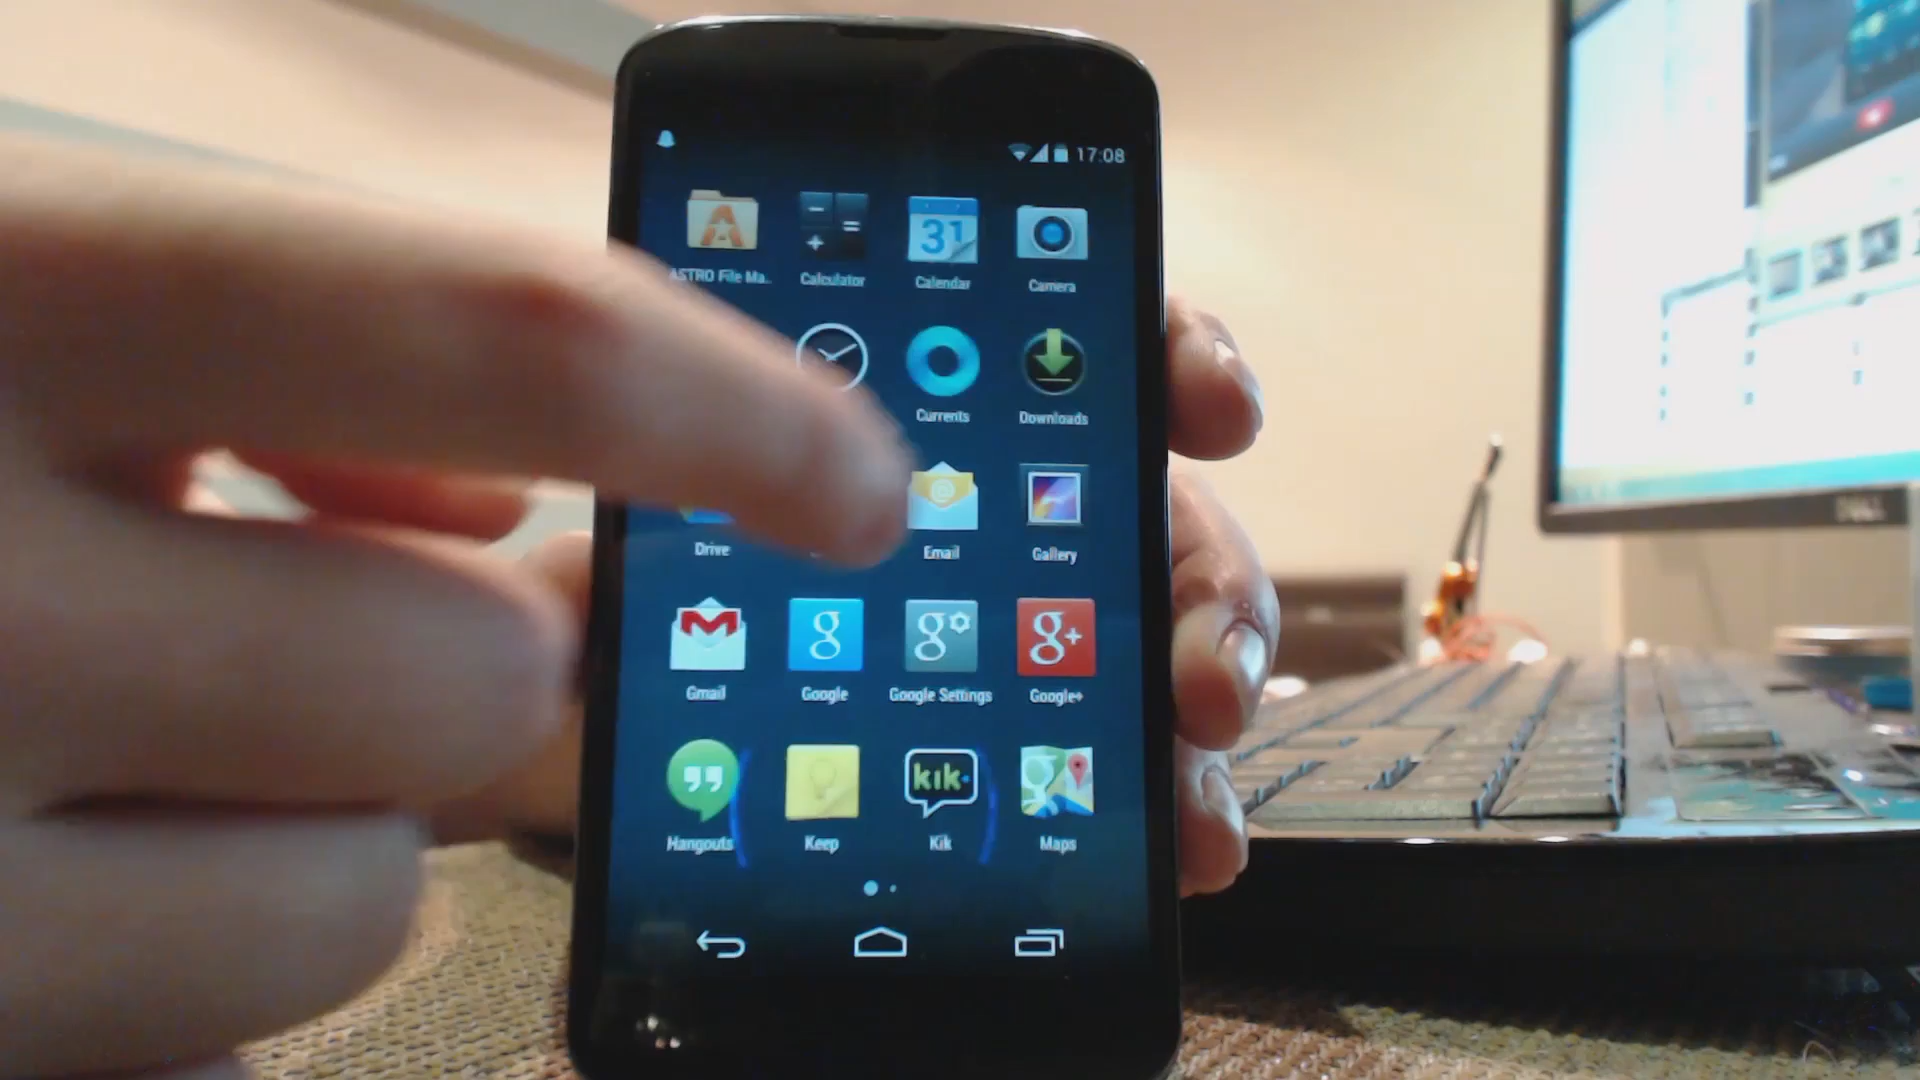 17:08
ASTRO File Ma..
Calculator
Calendar
Camera
31
Currents
Downloads
Drive
Email
Gallery
Gmail
Google
Google Settings
Google+
kik
Hangouts
Keep
Kik
Maps
DELL